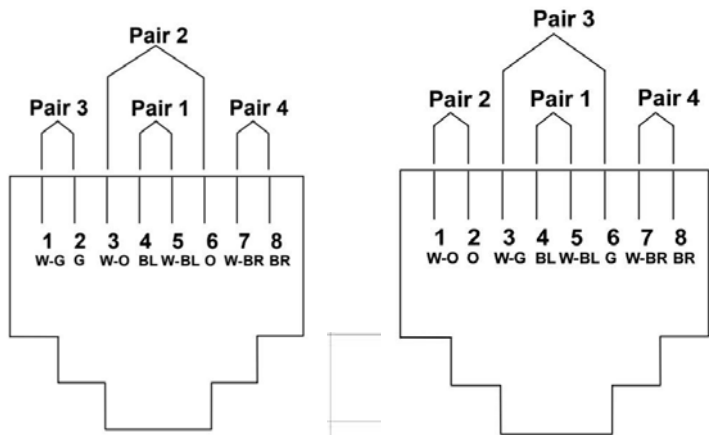 Pair 2
Pair 3 Pair 1 Pair 4
1 2 3 4 5 6 7 8
W-G G W-O BL W-BL O W-BR BR
Pair 3
Pair 2 Pair 1 Pair 4
1 2 3 4 5 6 7 8
W-O O W-G BL W-BL G W-BR BR